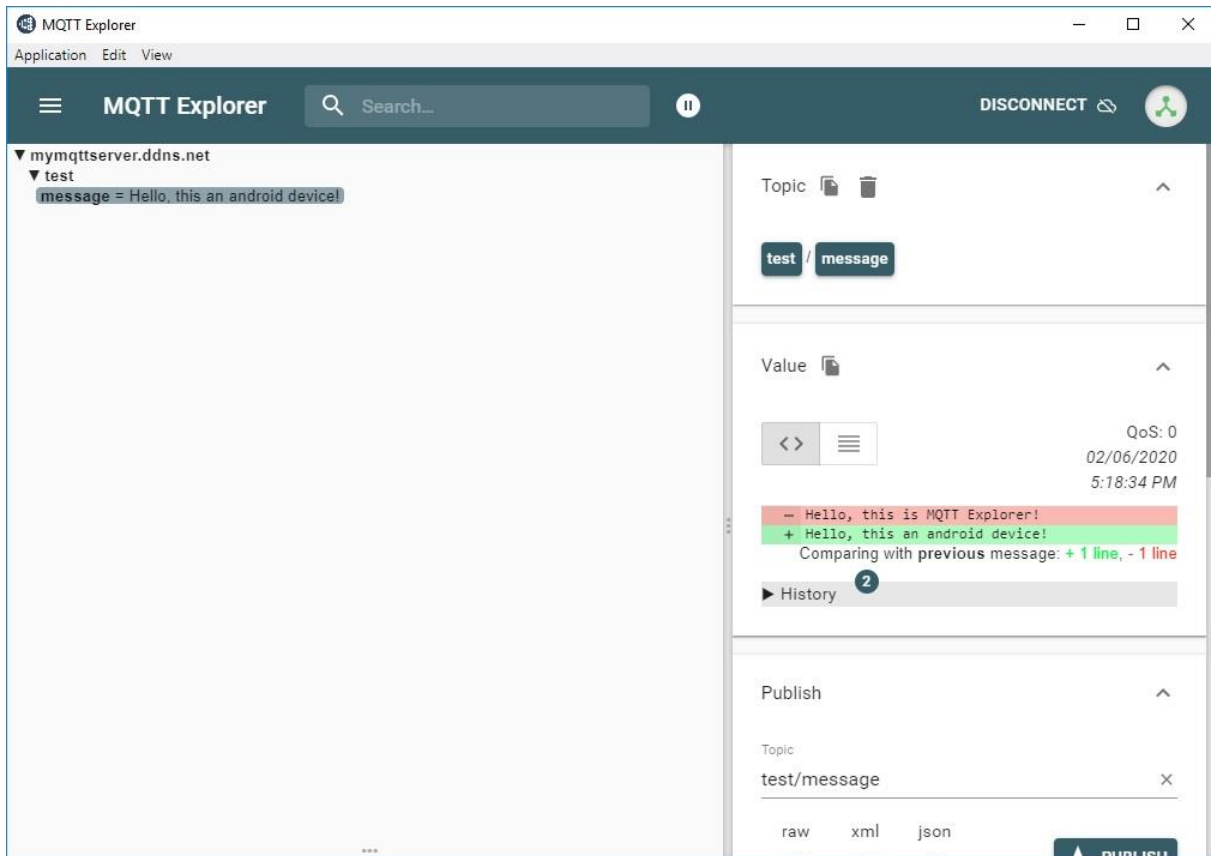 MQTT Explorer
Application Edit View
MQTT Explorer Search... DISCONNECT
▼ mymqttserver.ddns.net
▼ test
message = Hello, this an android device!
Topic
test / message
Value
QoS: 0
02/06/2020
5:18:34 PM
- Hello, this is MQTT Explorer!
+ Hello, this an android device!
Comparing with previous message: + 1 line, - 1 line
▶ History 2
Publish
Topic
test/message
raw xml json
PUBLISH